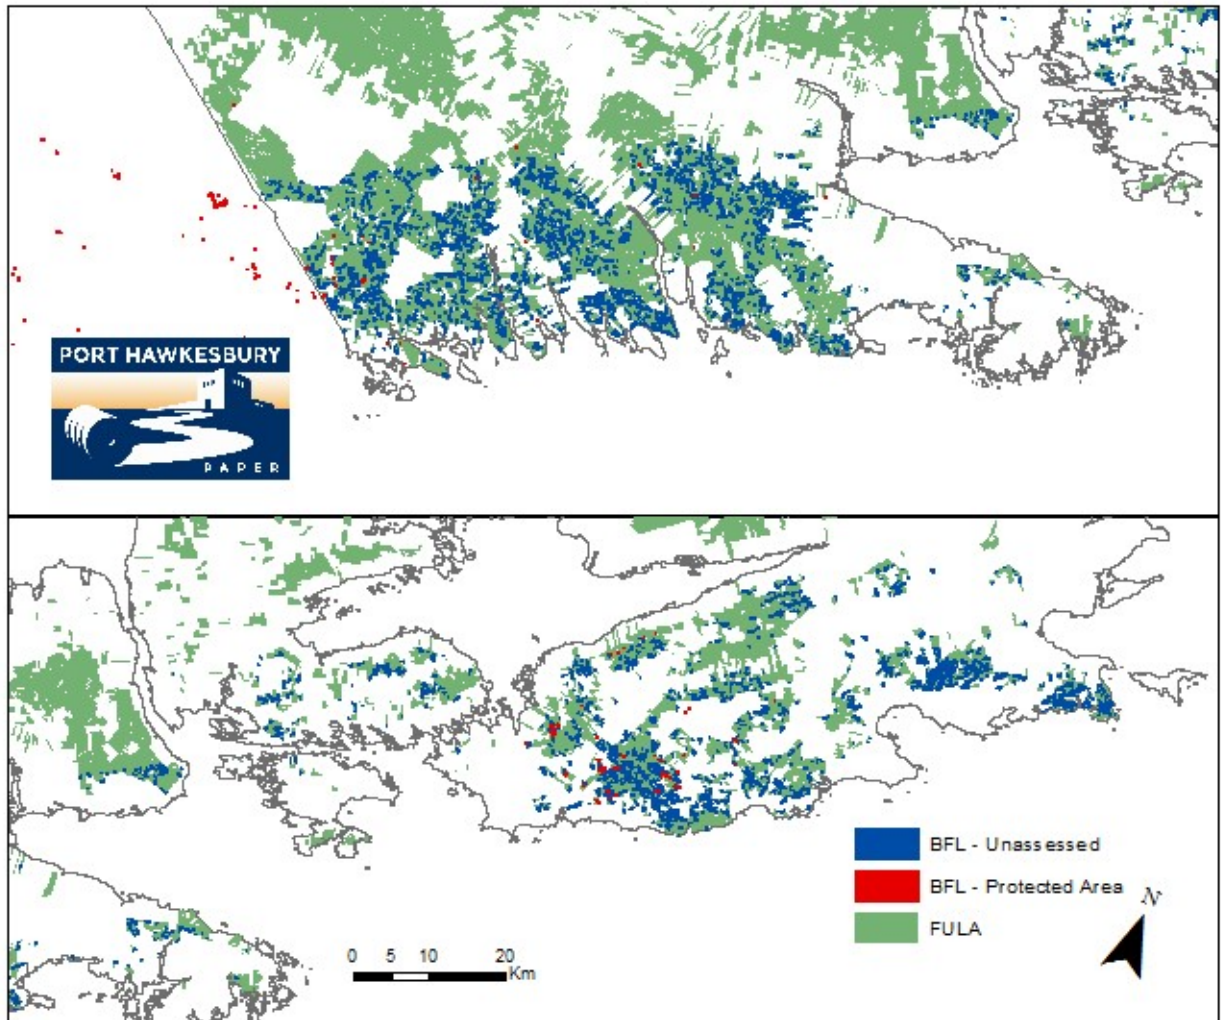 PORT HAWKESBURY
PAPER
BFL - Unassessed
BFL - Protected Area
FULA
N
0 5 10 20
Km